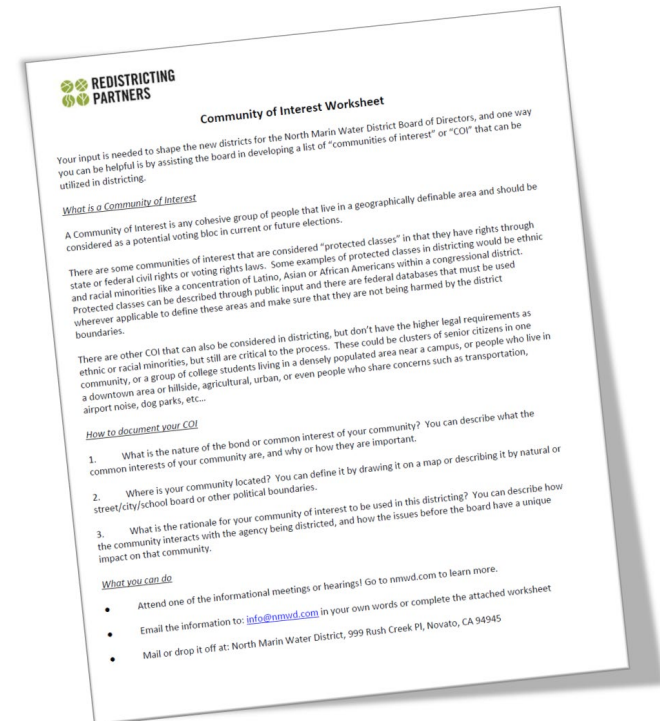 REDISTRICTING
PARTNERS
Community of Interest Worksheet
Your input is needed to shape the new districts for the North Marin Water District Board of Directors, and one way
you can be helpful is by assisting the board in developing a list of “communities of interest” or “COI” that can be
utilized in districting.
What is a Community of Interest
A Community of Interest is any cohesive group of people that live in a geographically definable area and should be
considered as a potential voting bloc in current or future elections.
There are some communities of interest that are considered “protected classes” in that they have rights through
state or federal civil rights or voting rights laws. Some examples of protected classes in districting would be ethnic
and racial minorities like a concentration of Latino, Asian or African Americans within a congressional district.
Protected classes can be described through public input and there are federal databases that must be used
wherever applicable to define these areas and make sure that they are not being harmed by the district
boundaries.
There are other COI that can also be considered in districting, but don’t have the higher legal requirements as
ethnic or racial minorities, but still are critical to the process. These could be clusters of senior citizens in one
community, or a group of college students living in a densely populated area near a campus, or people who live in
a downtown area or hillside, agricultural, urban, or even people who share concerns such as transportation,
airport noise, dog parks, etc...
How to document your COI
1. What is the nature of the bond or common interest of your community? You can describe what the
common interests of your community are, and why or how they are important.
2. Where is your community located? You can define it by drawing it on a map or describing it by natural or
street/city/school board or other political boundaries.
3. What is the rationale for your community of interest to be used in this districting? You can describe how
the community interacts with the agency being districted, and how the issues before the board have a unique
impact on that community.
What you can do
• Attend one of the informational meetings or hearings! Go to nmwd.com to learn more.
• Email the information to: info@nmwd.com in your own words or complete the attached worksheet
• Mail or drop it off at: North Marin Water District, 999 Rush Creek Pl, Novato, CA 94945